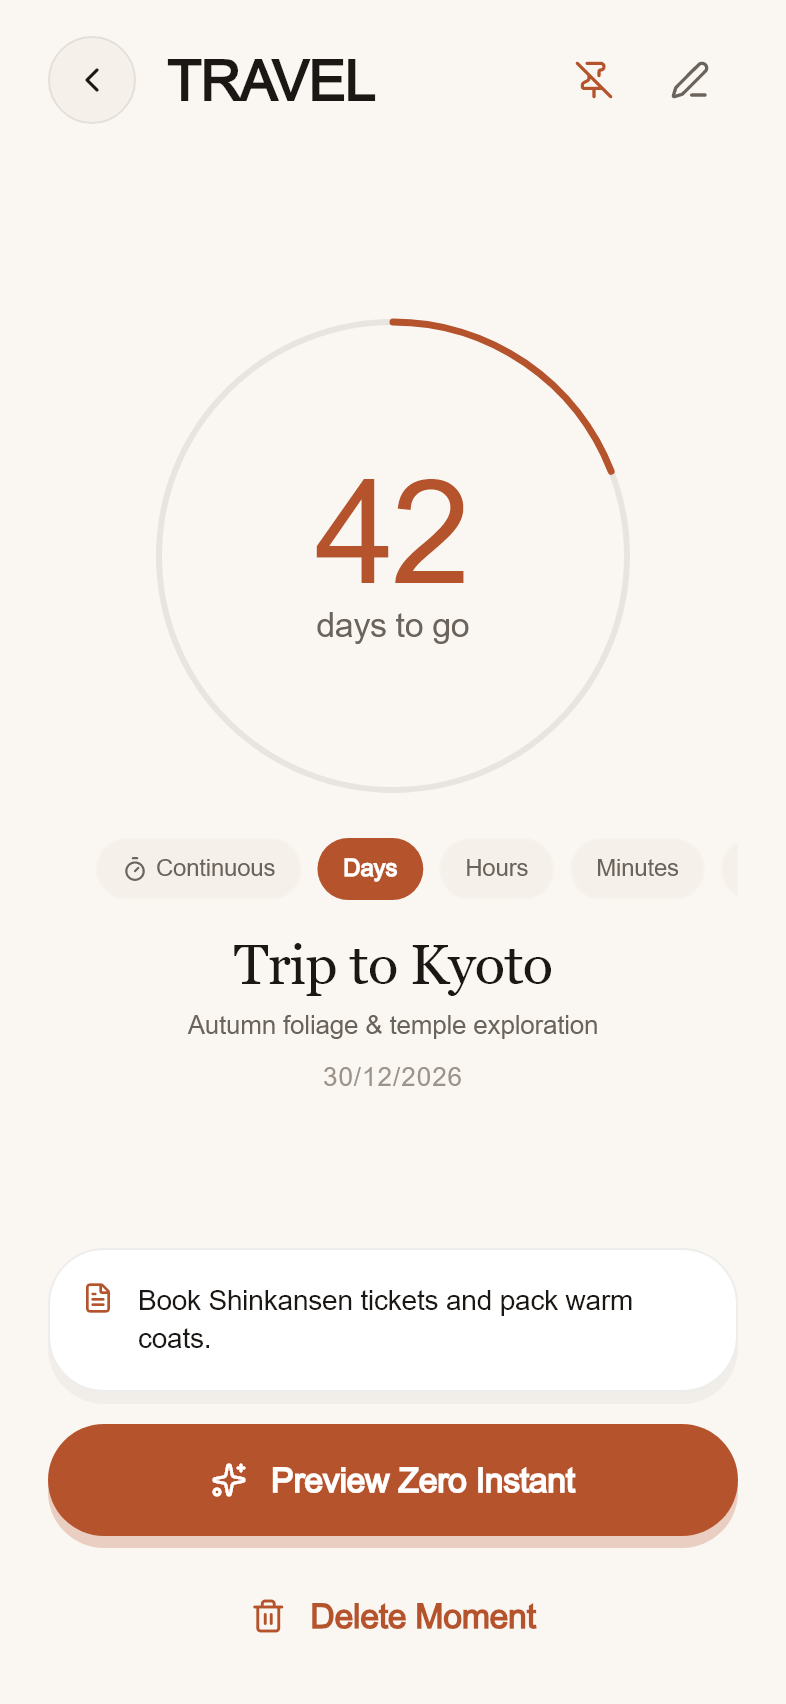 TRAVEL
42
days to go
Continuous Days Hours Minutes
Trip to Kyoto
Autumn foliage & temple exploration
30/12/2026
Book Shinkansen tickets and pack warm
coats.
Preview Zero Instant
Delete Moment